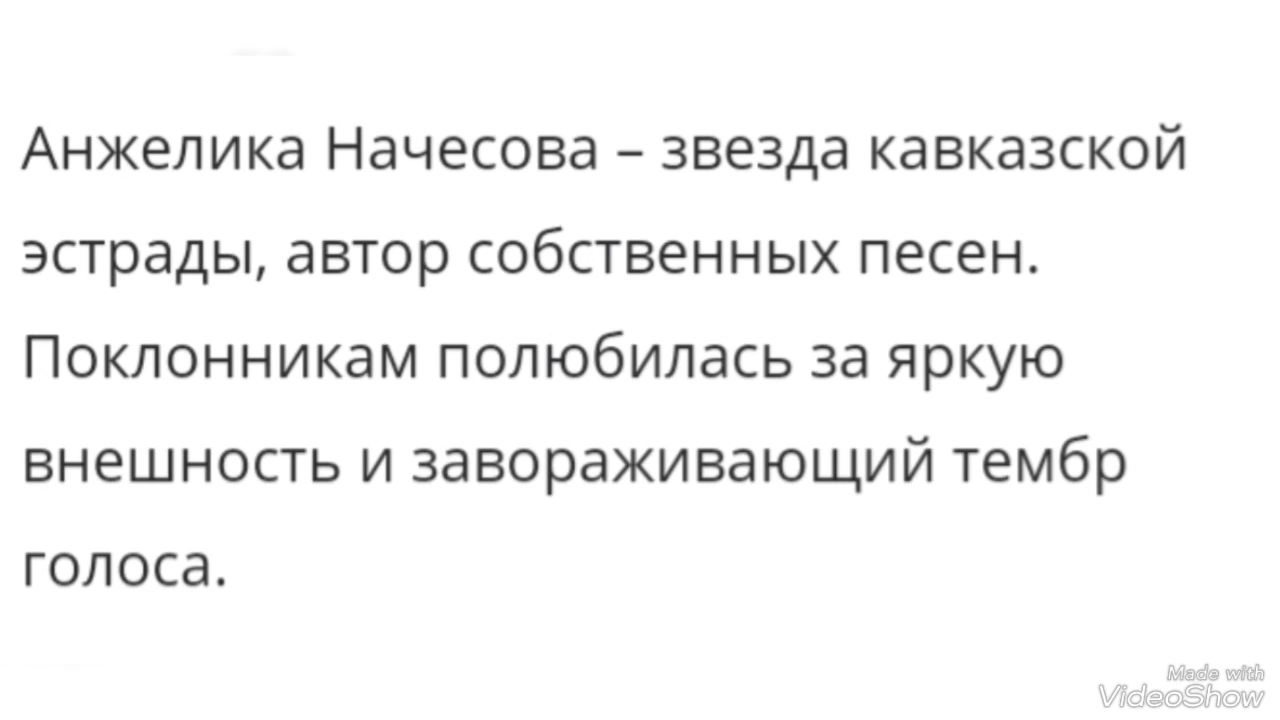 Анжелика Начесова – звезда кавказской
эстрады, автор собственных песен.
Поклонникам полюбилась за яркую
внешность и завораживающий тембр
голоса.
Made with
VideoShow